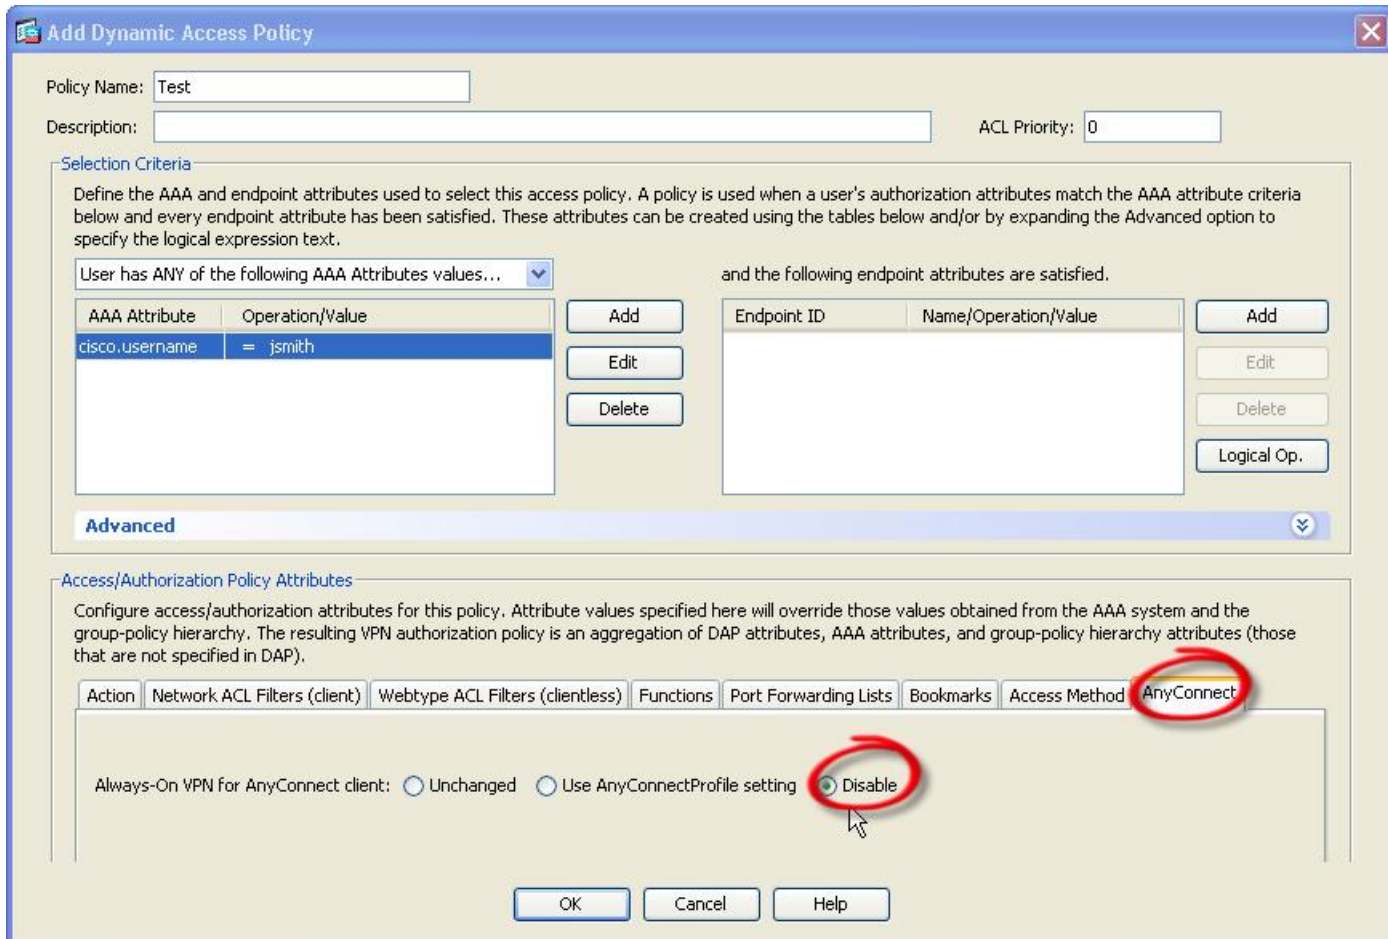 Add Dynamic Access Policy
Policy Name: Test
Description: ACL Priority: 0
Selection Criteria
Define the AAA and endpoint attributes used to select this access policy. A policy is used when a user's authorization attributes match the AAA attribute criteria
below and every endpoint attribute has been satisfied. These attributes can be created using the tables below and/or by expanding the Advanced option to
specify the logical expression text.
User has ANY of the following AAA Attributes values... and the following endpoint attributes are satisfied.
AAA Attribute Operation/Value Add Endpoint ID Name/Operation/Value Add
cisco.username = jsmith
Edit Edit
Delete Delete
Logical Op.
Advanced
Access/Authorization Policy Attributes
Configure access/authorization attributes for this policy. Attribute values specified here will override those values obtained from the AAA system and the
group-policy hierarchy. The resulting VPN authorization policy is an aggregation of DAP attributes, AAA attributes, and group-policy hierarchy attributes (those
that are not specified in DAP).
Action Network ACL Filters (client) Webtype ACL Filters (clientless) Functions Port Forwarding Lists Bookmarks Access Method AnyConnect
Always-On VPN for AnyConnect client: Unchanged Use AnyConnectProfile setting Disable
OK Cancel Help